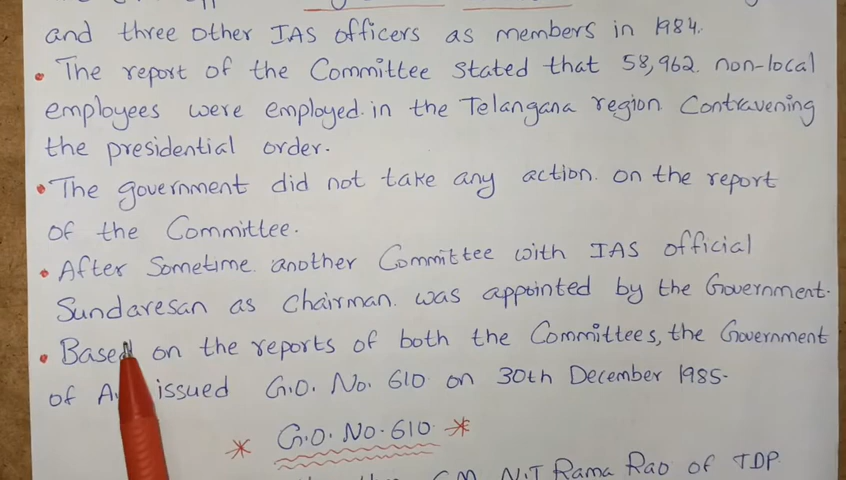 and three other IAS officers as members in 1984.
• The report of the Committee stated that 58,962 non-local
employees were employed in the Telangana region Contravening
the presidential order.
• The government did not take any action on the report
of the Committee.
• After Sometime another Committee with IAS official
Sundaresan as Chairman was appointed by the Government.
• Based on the reports of both the Committees, the Government
of issued G.O. No. 610 on 30th December 1985.
* G.O. No. 610 *
CM N.T Rama Rao of TDP